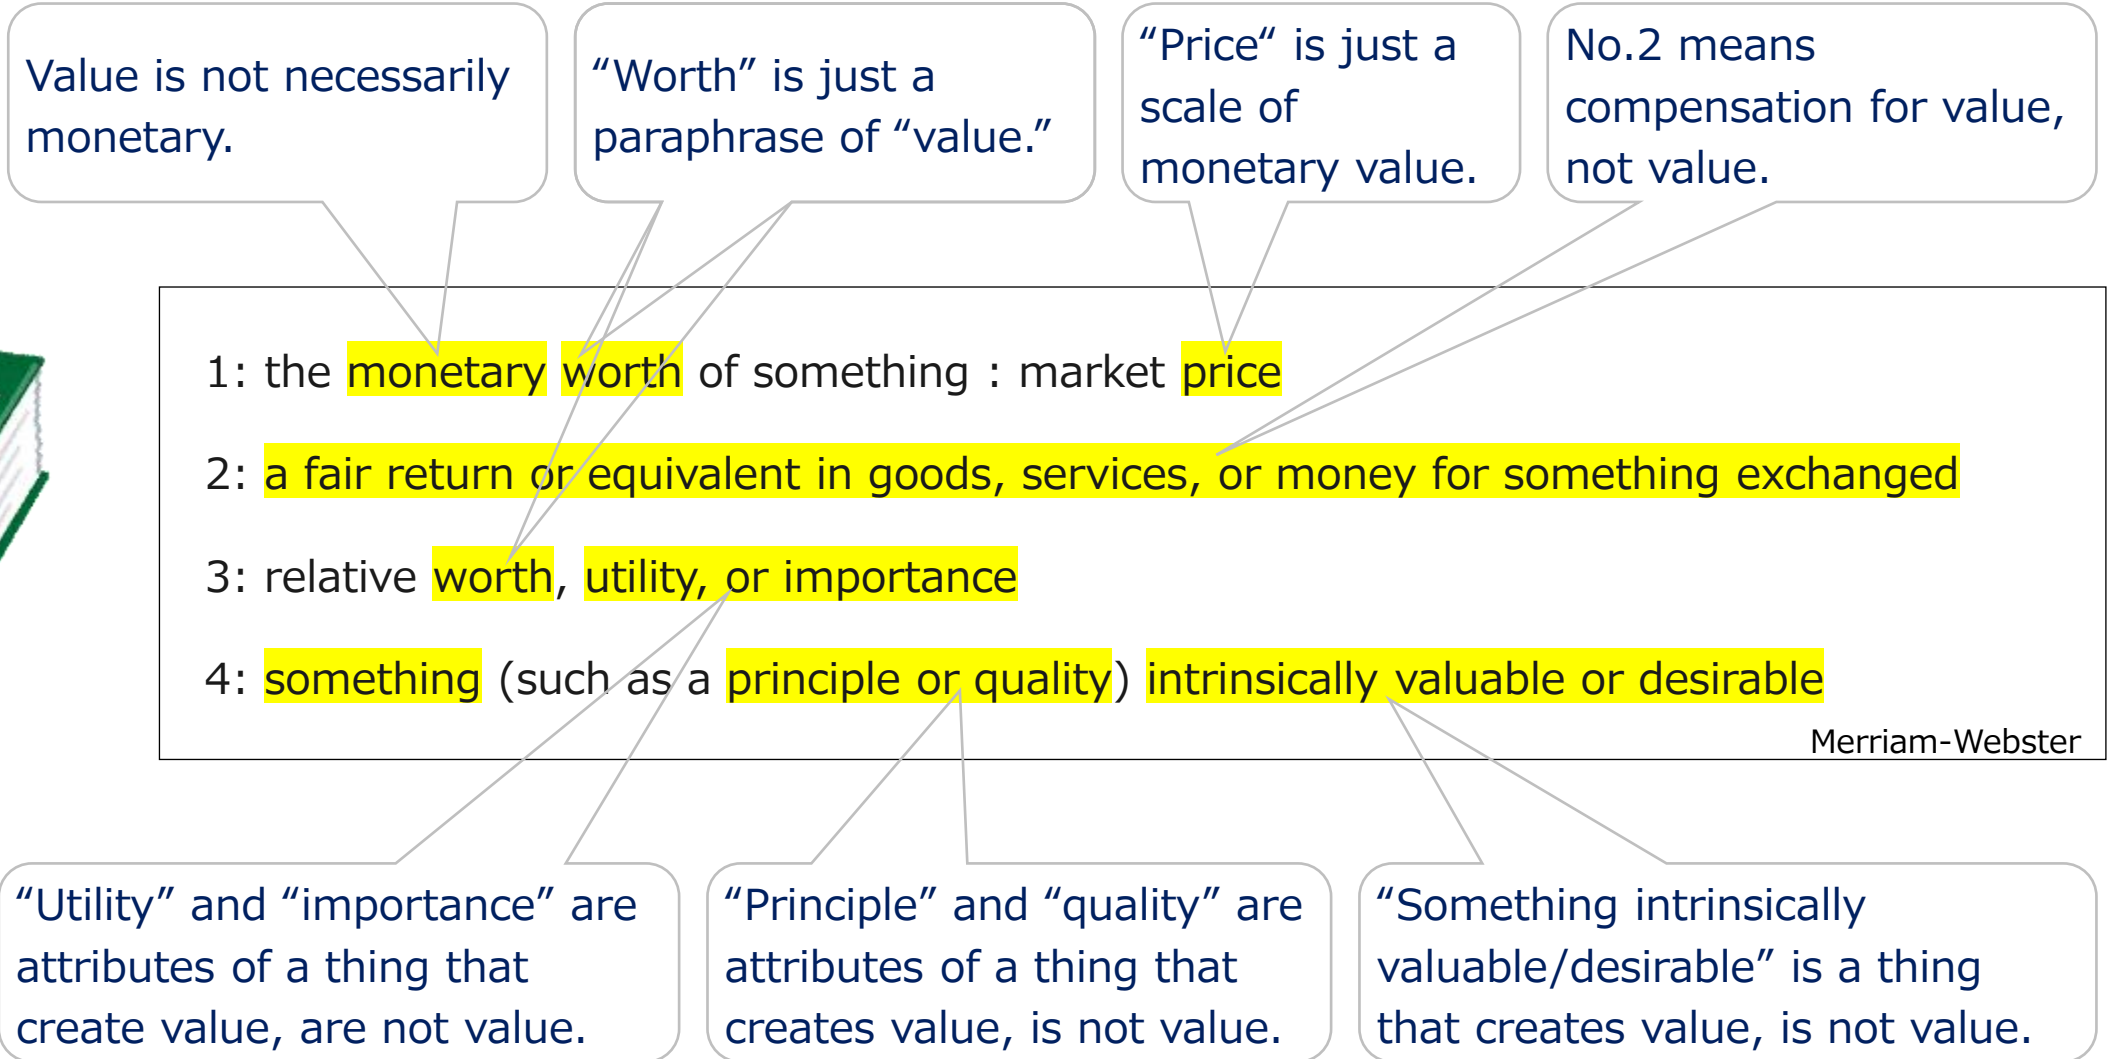 Value is not necessarily
monetary.
“Worth” is just a
paraphrase of “value.”
“Price“ is just a
scale of
monetary value.
No.2 means
compensation for value,
not value.
1: the monetary worth of something : market price
2: a fair return or equivalent in goods, services, or money for something exchanged
3: relative worth, utility, or importance
4: something (such as a principle or quality) intrinsically valuable or desirable
Merriam-Webster
“Utility” and “importance” are
attributes of a thing that
create value, are not value.
“Principle” and “quality” are
attributes of a thing that
creates value, is not value.
“Something intrinsically
valuable/desirable” is a thing
that creates value, is not value.